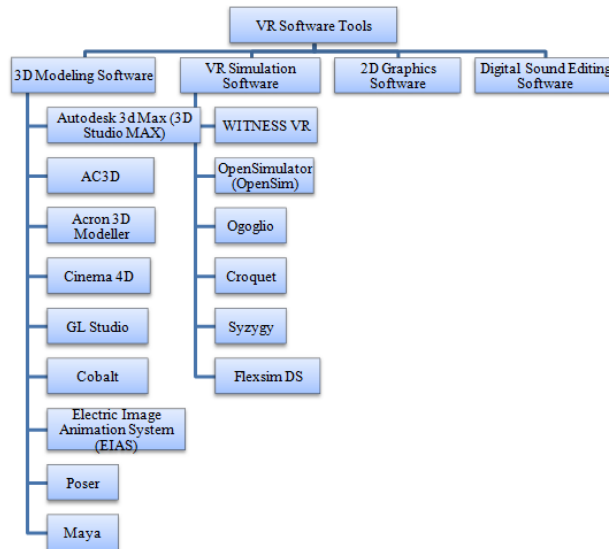 VR Software Tools
3D Modeling Software
VR Simulation
Software
2D Graphics
Software
Digital Sound Editing
Software
Autodesk 3d Max (3D
Studio MAX)
AC3D
Acron 3D
Modeller
Cinema 4D
GL Studio
Cobalt
Electric Image
Animation System
(EIAS)
Poser
Maya
WITNESS VR
OpenSimulator
(OpenSim)
Ogoglio
Croquet
Syzygy
Flexsim DS